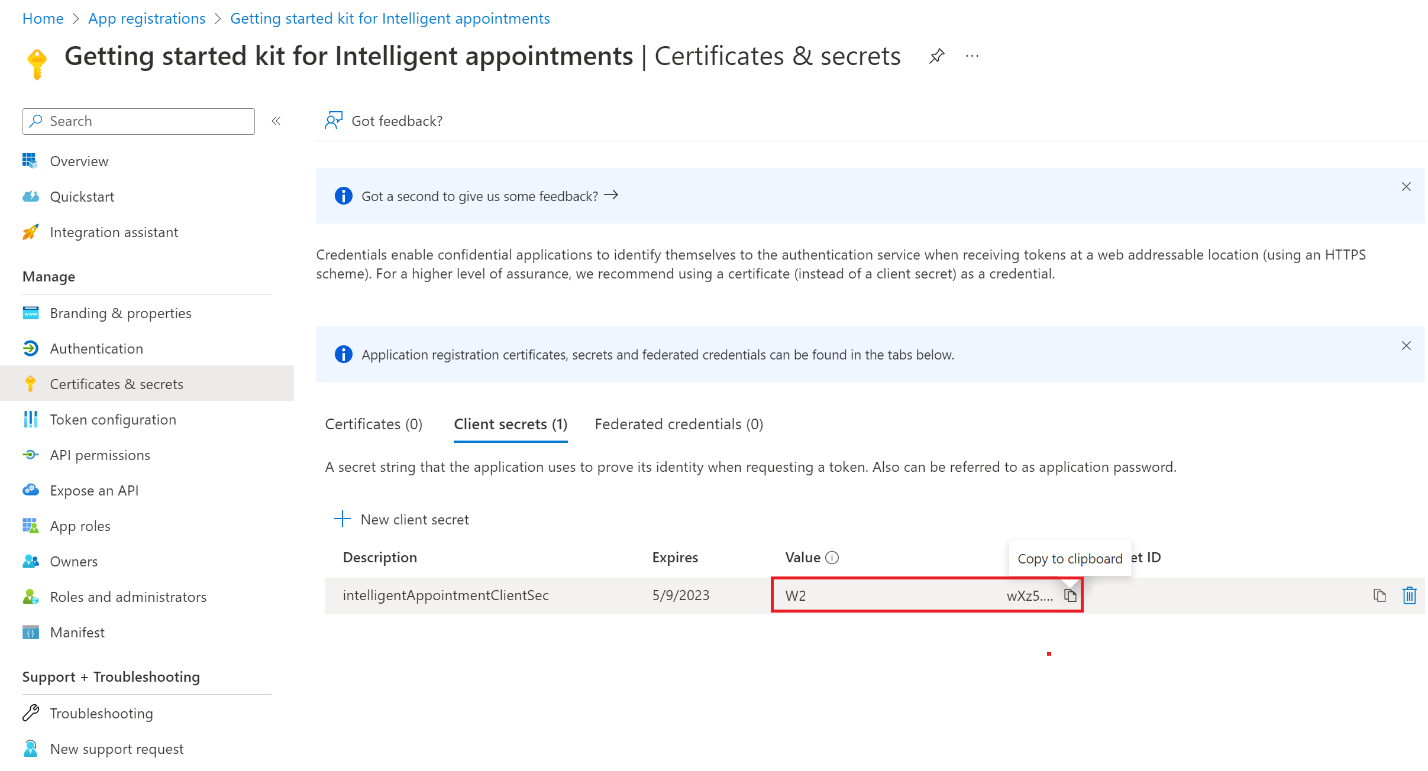 Home > App registrations > Getting started kit for Intelligent appointments
Getting started kit for Intelligent appointments | Certificates & secrets
Search
Got feedback?
Overview
Quickstart
Integration assistant
Manage
Branding & properties
Authentication
Certificates & secrets
Token configuration
API permissions
Expose an API
App roles
Owners
Roles and administrators
Manifest
Support + Troubleshooting
Troubleshooting
New support request
Got a second to give us some feedback? →
Credentials enable confidential applications to identify themselves to the authentication service when receiving tokens at a web addressable location (using an HTTPS
scheme). For a higher level of assurance, we recommend using a certificate (instead of a client secret) as a credential.
Application registration certificates, secrets and federated credentials can be found in the tabs below.
Certificates (0) Client secrets (1) Federated credentials (0)
A secret string that the application uses to prove its identity when requesting a token. Also can be referred to as application password.
New client secret
Description Expires Value Copy to clipboard et ID
intelligentAppointmentClientSec 5/9/2023 W2 wXz5....